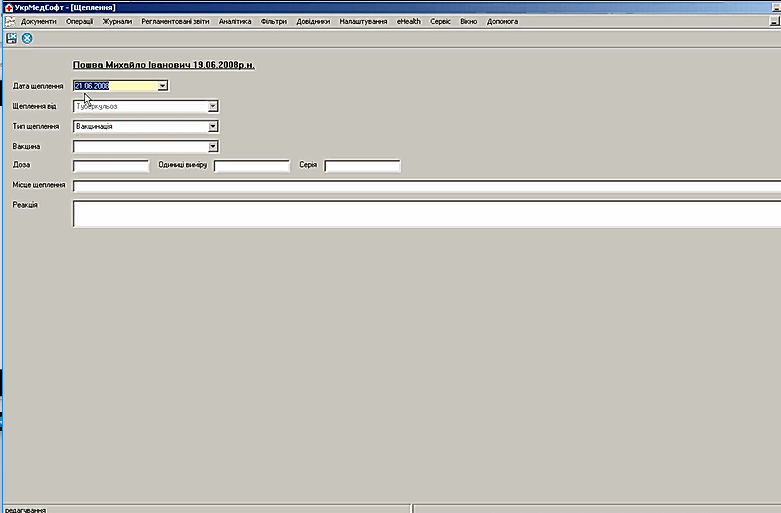 УкрМедСофт - [Щеплення]
Документи Операції Журнали Регламентовані звіти Аналітика Фільтри Довідники Налаштування eHealth Сервіс Вікно Допомога
Пошва Михайло Іванович 19.06.2008р.н.
Дата щеплення 21.06.2008
Щеплення від Туберкульоз
Тип щеплення Вакцинація
Вакцина
Доза Одиниці виміру Серія
Місце щеплення
Реакція
редагування